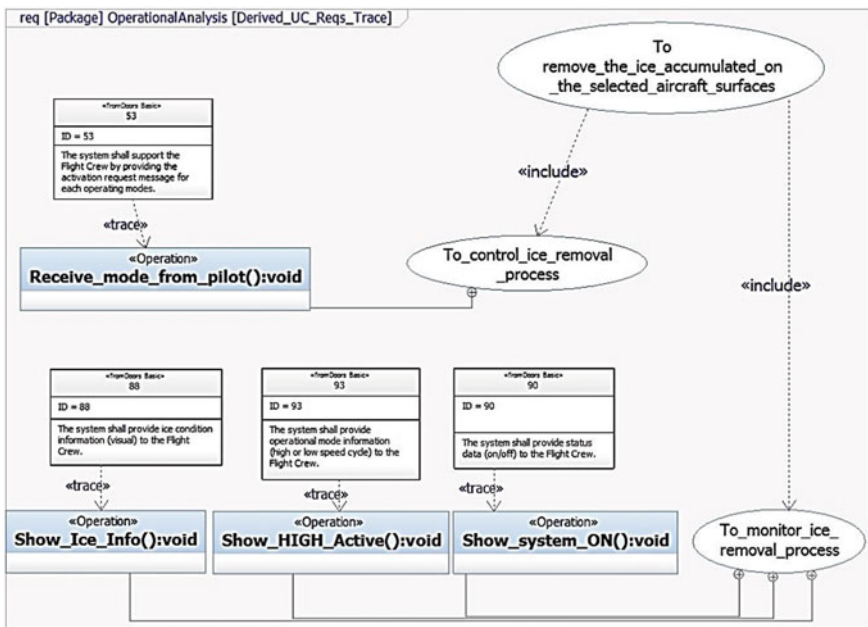 req [Package] OperationalAnalysis [Derived_UC_Reqs_Trace]
To
remove_the_ice_accumulated_on
_the_selected_aircraft_surfaces
«fromDoors Basic»
53
ID = 53
The system shall support the
Flight Crew by providing the
activation request message for
each operating modes.
«include»
«trace»
«Operation»
Receive_mode_from_pilot():void
To_control_ice_removal
_process
«include»
«fromDoors Basic»
88
ID = 88
The system shall provide ice condition
information (visual) to the Flight
Crew.
«fromDoors Basic»
93
ID = 93
The system shall provide
operational mode information
(high or low speed cycle) to the
Flight Crew.
«fromDoors Basic»
90
ID = 90
The system shall provide status
data (on/off) to the Flight Crew.
«trace»
«trace»
«trace»
«Operation»
Show_Ice_Info():void
«Operation»
Show_HIGH_Active():void
«Operation»
Show_system_ON():void
To_monitor_ice_
removal_process